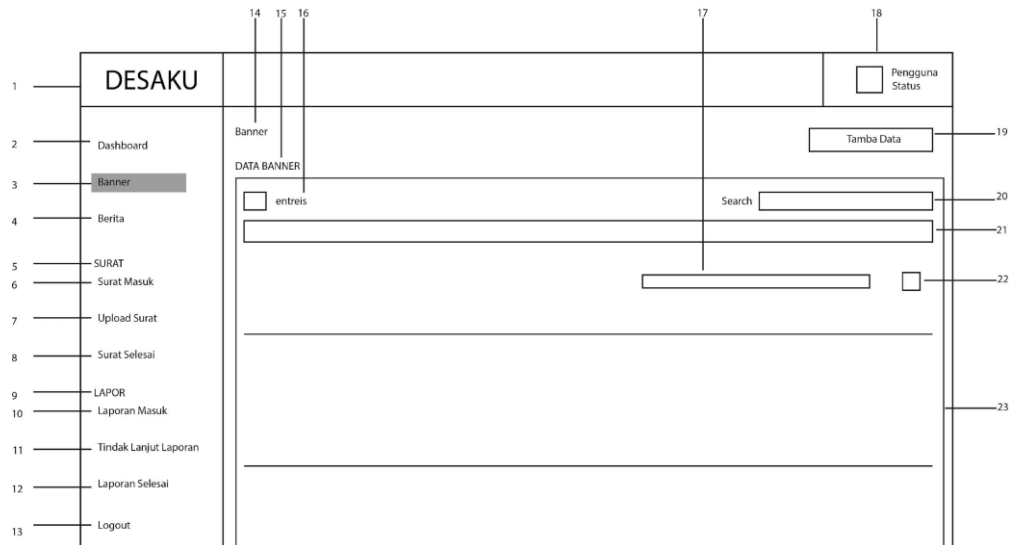 14 15 16 17 18
1
DESAKU
Pengguna
Status
2
Dashboard
Banner
Tamba Data
19
DATA BANNER
3
Banner
entreis
Search
20
4
Berita
21
5
SURAT
6
Surat Masuk
22
7
Upload Surat
8
Surat Selesai
9
LAPOR
10
Laporan Masuk
23
11
Tindak Lanjut Laporan
12
Laporan Selesai
13
Logout